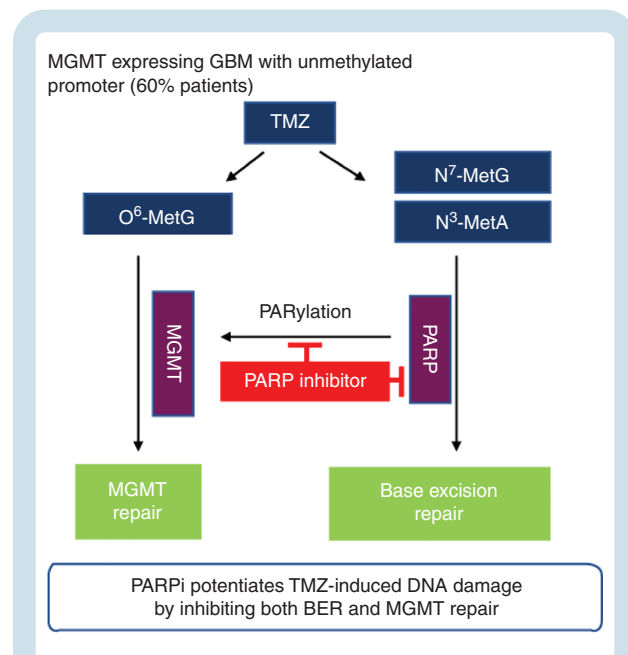 MGMT expressing GBM with unmethylated
promoter (60% patients)
TMZ
O⁶-MetG
N⁷-MetG
N³-MetA
PARylation
MGMT
PARP
PARP inhibitor
MGMT
repair
Base excision
repair
PARPi potentiates TMZ-induced DNA damage
by inhibiting both BER and MGMT repair